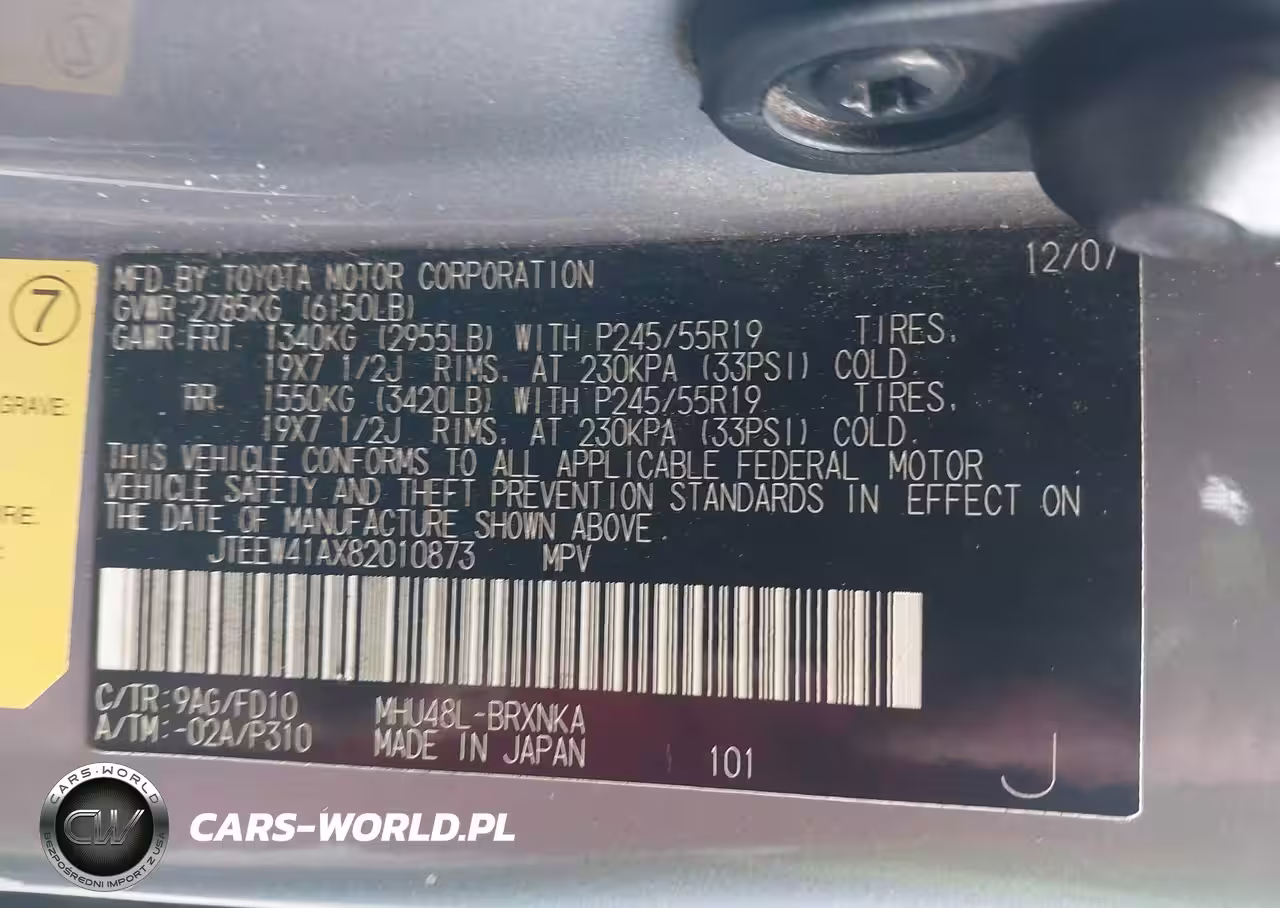 12/07
MFD.BY:TOYOTA MOTOR CORPORATION
GVWR:2785KG (6150LB)
GAWR-FRT. 1340KG (2955LB) WITH P245/55R19 TIRES.
19X7 1/2J RIMS. AT 230KPA (33PSI) COLD.
RR. 1550KG (3420LB) WITH P245/55R19 TIRES.
19X7 1/2J RIMS. AT 230KPA (33PSI) COLD.
THIS VEHICLE CONFORMS TO ALL APPLICABLE FEDERAL MOTOR
VEHICLE SAFETY AND THEFT PREVENTION STANDARDS IN EFFECT ON
THE DATE OF MANUFACTURE SHOWN ABOVE.
JTEEW41AX82010873 MPV
C/TR:9AG/FD10 MHU48L-BRXNKA
A/TM:-02A/P310 MADE IN JAPAN 101 J
7
GRAVE:
RE:
CARS-WORLD
CW
BEZPOŚREDNI IMPORT Z USA
CARS-WORLD.PL